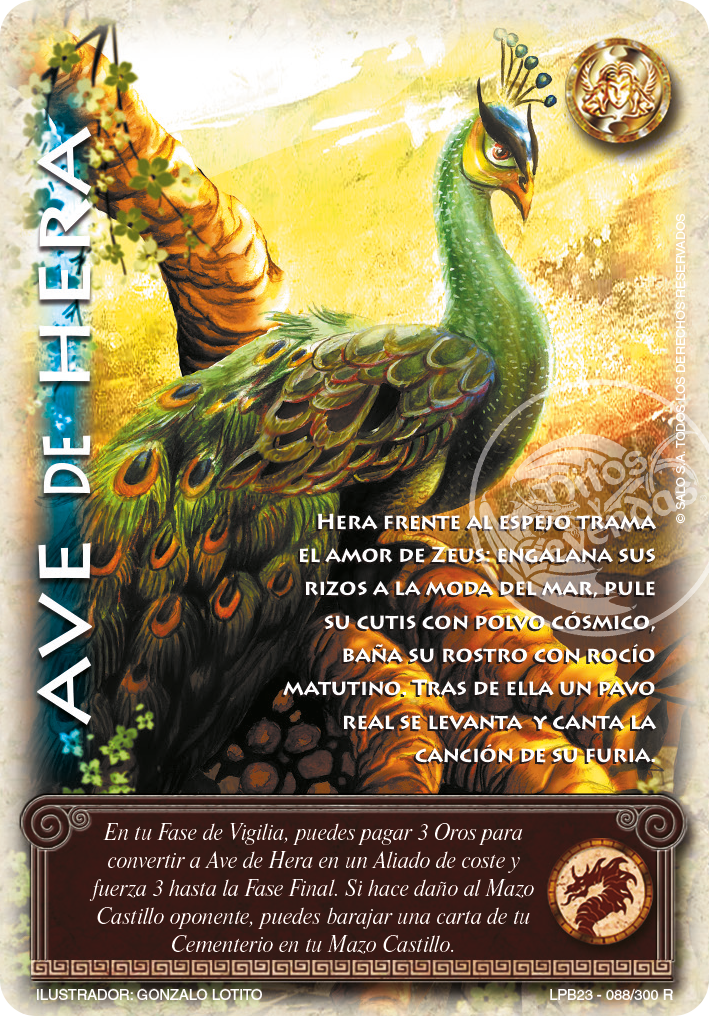 AVE DE HERA
© SALO S.A. TODOS LOS DERECHOS RESERVADOS
Mitos y Leyendas
HERA FRENTE AL ESPEJO TRAMA
EL AMOR DE ZEUS: ENGALANA SUS
RIZOS A LA MODA DEL MAR, PULE
SU CUTIS CON POLVO CÓSMICO,
BAÑA SU ROSTRO CON ROCÍO
MATUTINO. TRAS DE ELLA UN PAVO
REAL SE LEVANTA Y CANTA LA
CANCIÓN DE SU FURIA.
En tu Fase de Vigilia, puedes pagar 3 Oros para
convertir a Ave de Hera en un Aliado de coste y
fuerza 3 hasta la Fase Final. Si hace daño al Mazo
Castillo oponente, puedes barajar una carta de tu
Cementerio en tu Mazo Castillo.
ILUSTRADOR: GONZALO LOTITO
LPB23 - 088/300 R